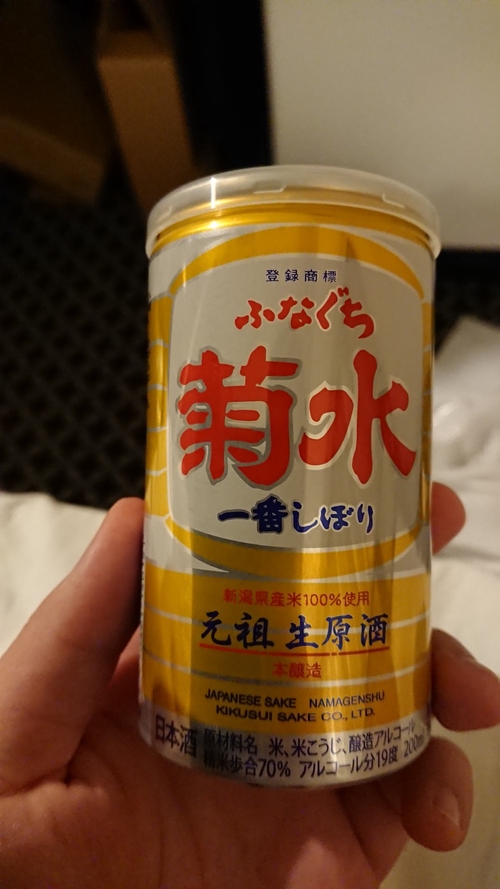 登録商標
ふなぐち
菊水
一番しぼり
新潟県産米100%使用
元祖 生原酒
本醸造
JAPANESE SAKE NAMAGENSHU
KIKUSUI SAKE CO., LTD.
日本酒 原材料名 米、米こうじ、醸造アルコール
精米歩合70% アルコール分19度 200ml